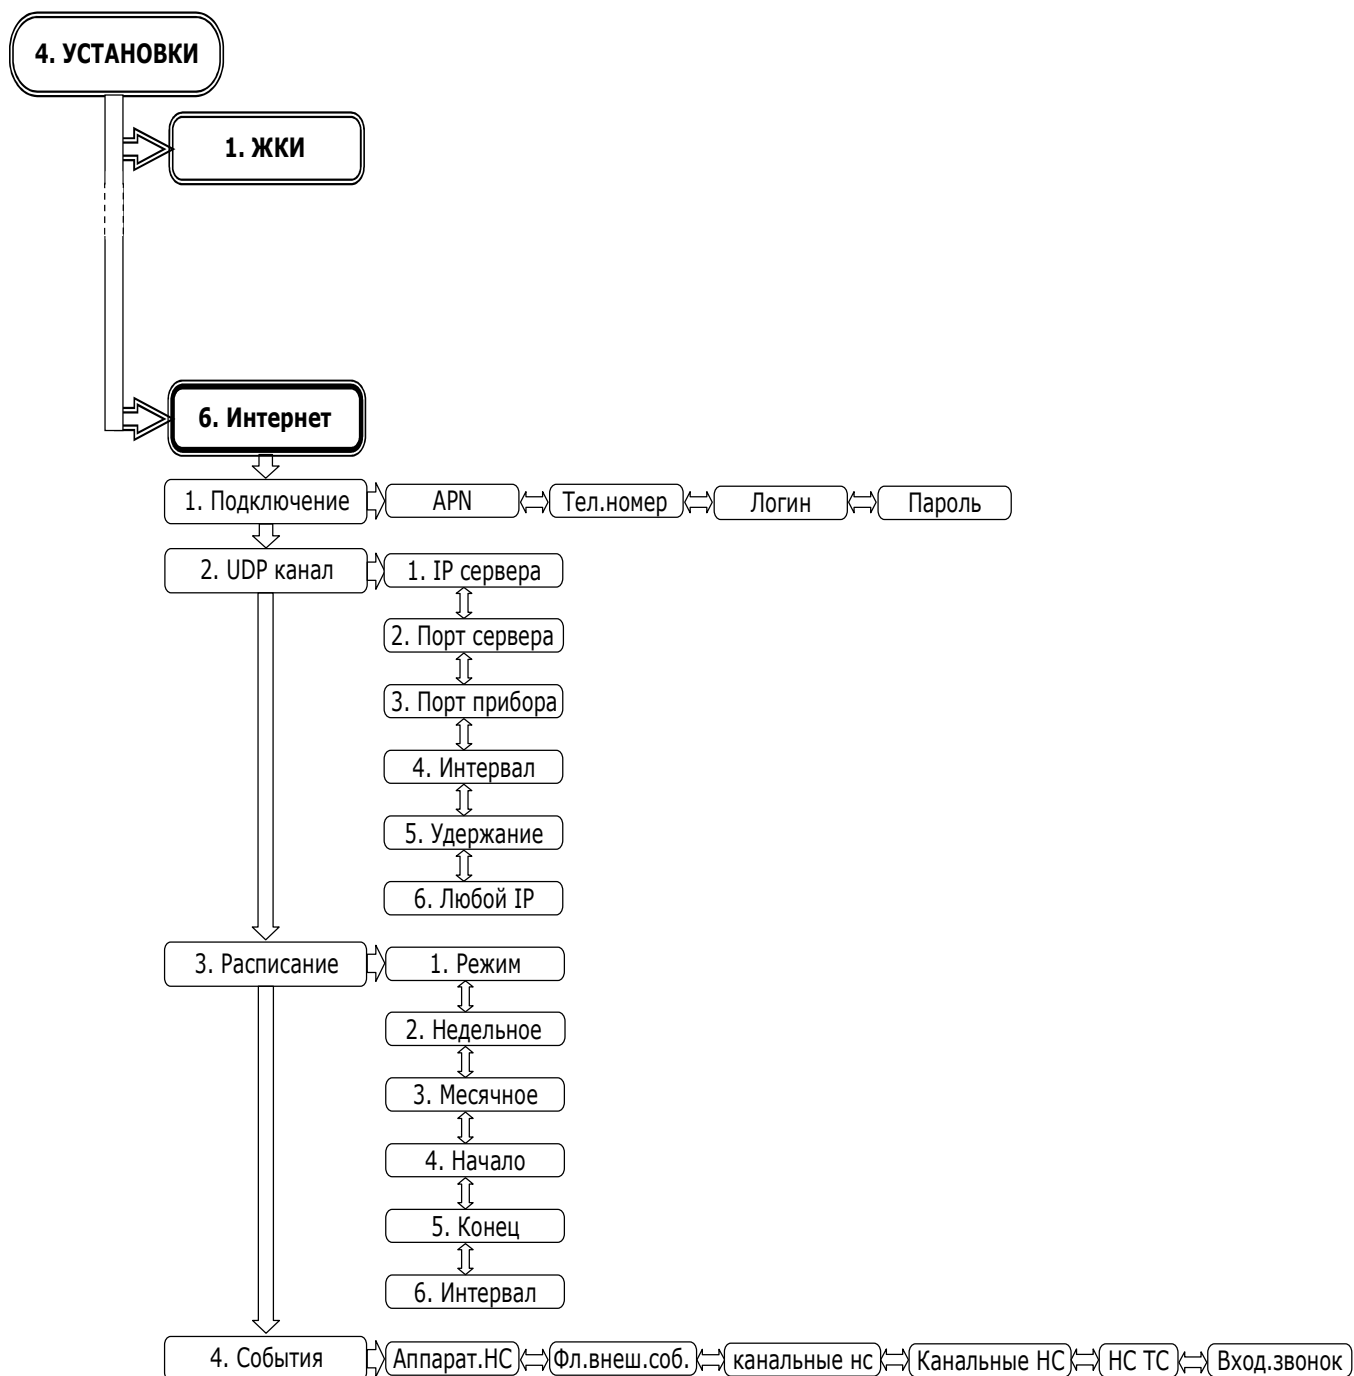 4. УСТАНОВКИ
1. ЖКИ
6. Интернет
1. Подключение
APN
Тел.номер
Логин
Пароль
2. UDP канал
1. IP сервера
2. Порт сервера
3. Порт прибора
4. Интервал
5. Удержание
6. Любой IP
3. Расписание
1. Режим
2. Недельное
3. Месячное
4. Начало
5. Конец
6. Интервал
4. События
Аппарат.НС
Фл.внеш.соб.
канальные нс
Канальные НС
НС ТС
Вход.звонок